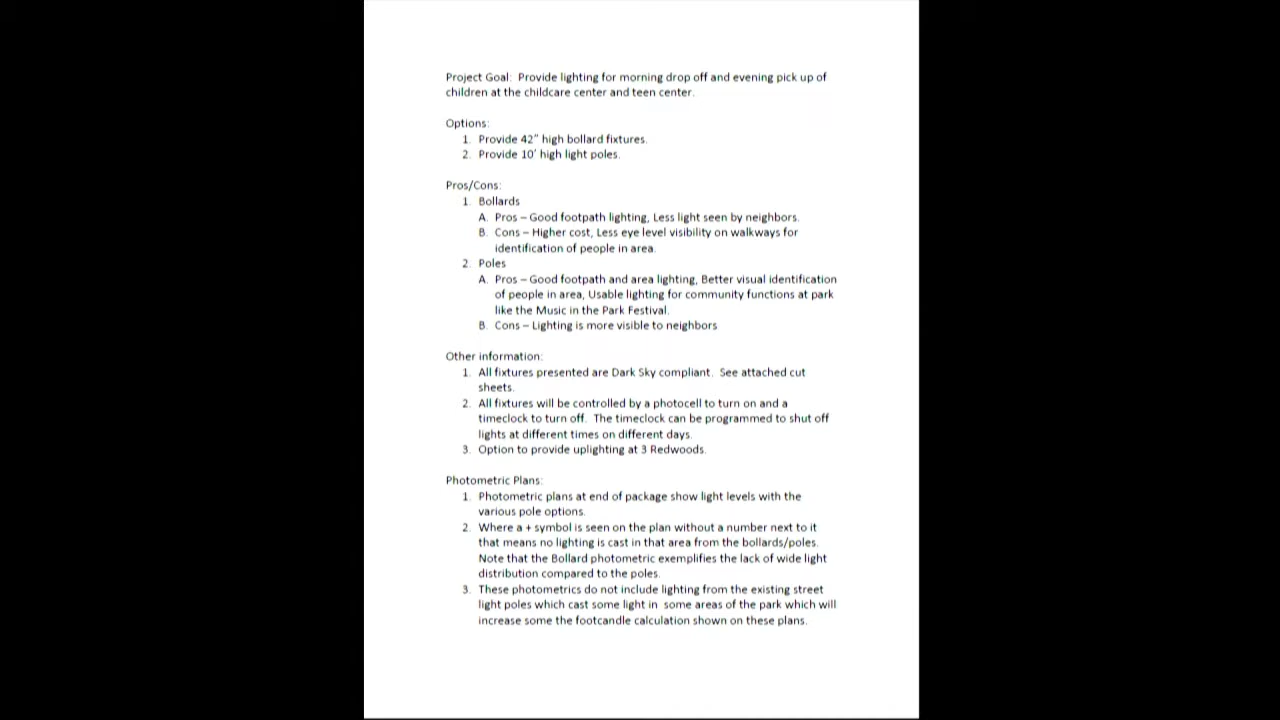 Project Goal:  Provide lighting for morning drop off and evening pick up of
children at the childcare center and teen center.
Options:
1. Provide 42" high bollard fixtures.
2. Provide 10' high light poles.
Pros/Cons:
1. Bollards
A. Pros – Good footpath lighting, Less light seen by neighbors.
B. Cons – Higher cost, Less eye level visibility on walkways for
identification of people in area.
2. Poles
A. Pros – Good footpath and area lighting, Better visual identification
of people in area, Usable lighting for community functions at park
like the Music in the Park Festival.
B. Cons – Lighting is more visible to neighbors
Other information:
1. All fixtures presented are Dark Sky compliant.  See attached cut
sheets.
2. All fixtures will be controlled by a photocell to turn on and a
timeclock to turn off.  The timeclock can be programmed to shut off
lights at different times on different days.
3. Option to provide uplighting at 3 Redwoods.
Photometric Plans:
1. Photometric plans at end of package show light levels with the
various pole options.
2. Where a + symbol is seen on the plan without a number next to it
that means no lighting is cast in that area from the bollards/poles.
Note that the Bollard photometric exemplifies the lack of wide light
distribution compared to the poles.
3. These photometrics do not include lighting from the existing street
light poles which cast some light in  some areas of the park which will
increase some the footcandle calculation shown on these plans.